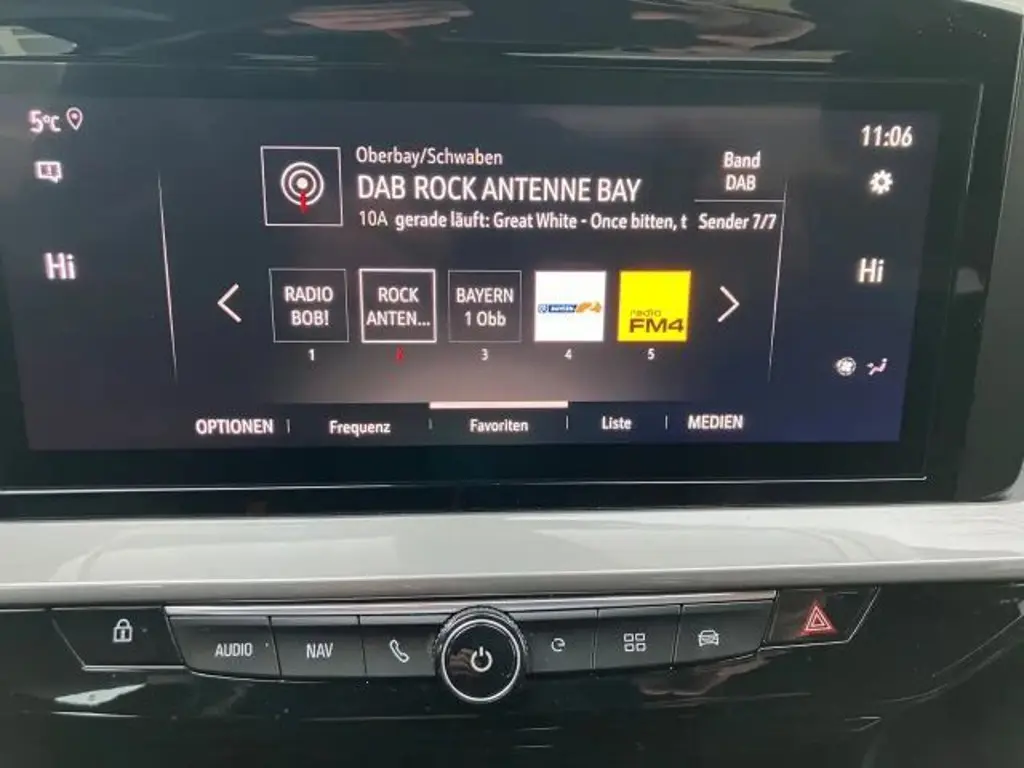 5°C
11:06
Oberbay/Schwaben
DAB ROCK ANTENNE BAY
10A gerade läuft: Great White - Once bitten, t
Band
DAB
Sender 7/7
Hi
Hi
RADIO
BOB!
ROCK
ANTEN...
BAYERN
1 Obb
BAYERN
radio
FM4
1
2
3
4
5
OPTIONEN
Frequenz
Favoriten
Liste
MEDIEN
AUDIO
NAV